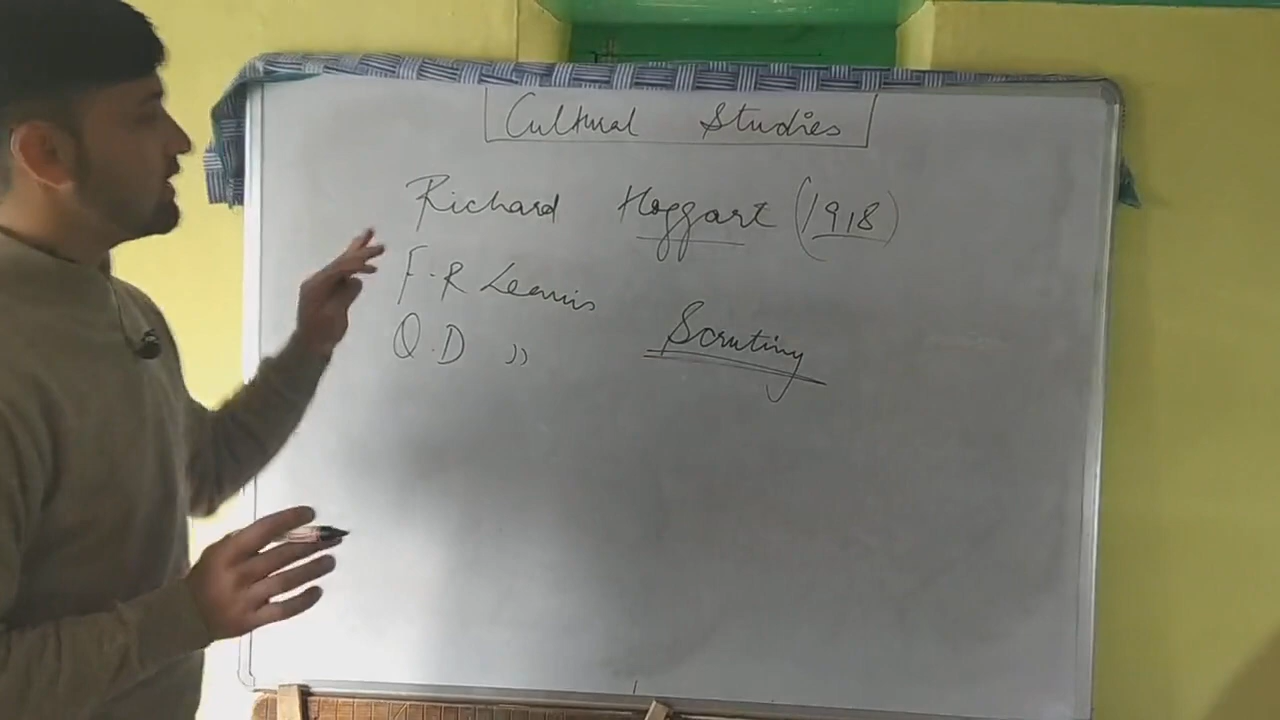 Cultural Studies
Richard Hoggart (1918)
F.R Leavis
Q.D ,,
Scrutiny